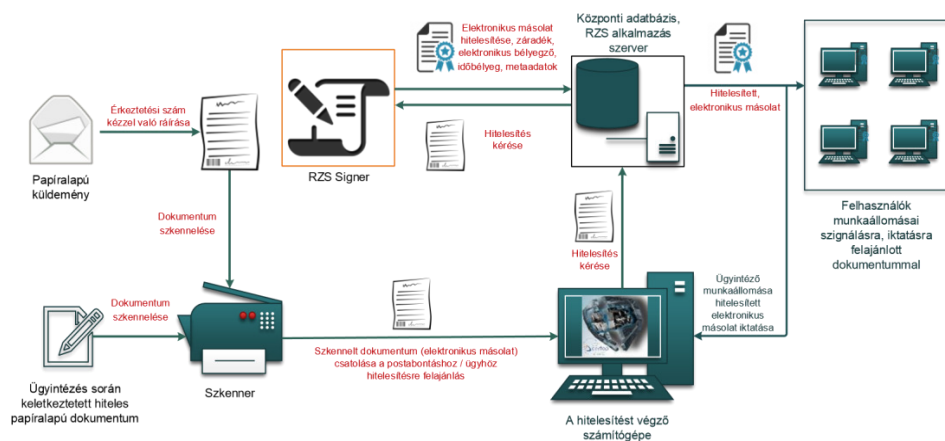 Elektronikus másolat
hitelesítése, záradék,
elektronikus bélyegző,
időbélyeg, metaadatok
Központi adatbázis,
RZS alkalmazás
szerver
Érkeztetési szám
kézzel való ráírása
Hitelesített,
elektronikus másolat
Papíralapú
küldemény
RZS Signer
Hitelesítés
kérése
Felhasználók
munkaállomásai
szignálásra, iktatásra
felajánlott
dokumentummal
Dokumentum
szkennelése
Hitelesítés
kérése
Ügyintéző
munkaállomása
hitelesített
elektronikus
másolat iktatása
Dokumentum
szkennelése
Szkennelt dokumentum (elektronikus másolat)
csatolása a postabontáshoz / ügyhöz
hitelesítésre felajánlás
Ügyintézés során
keletkeztetett hiteles
papíralapú dokumentum
Szkenner
A hitelesítést végző
számítógépe